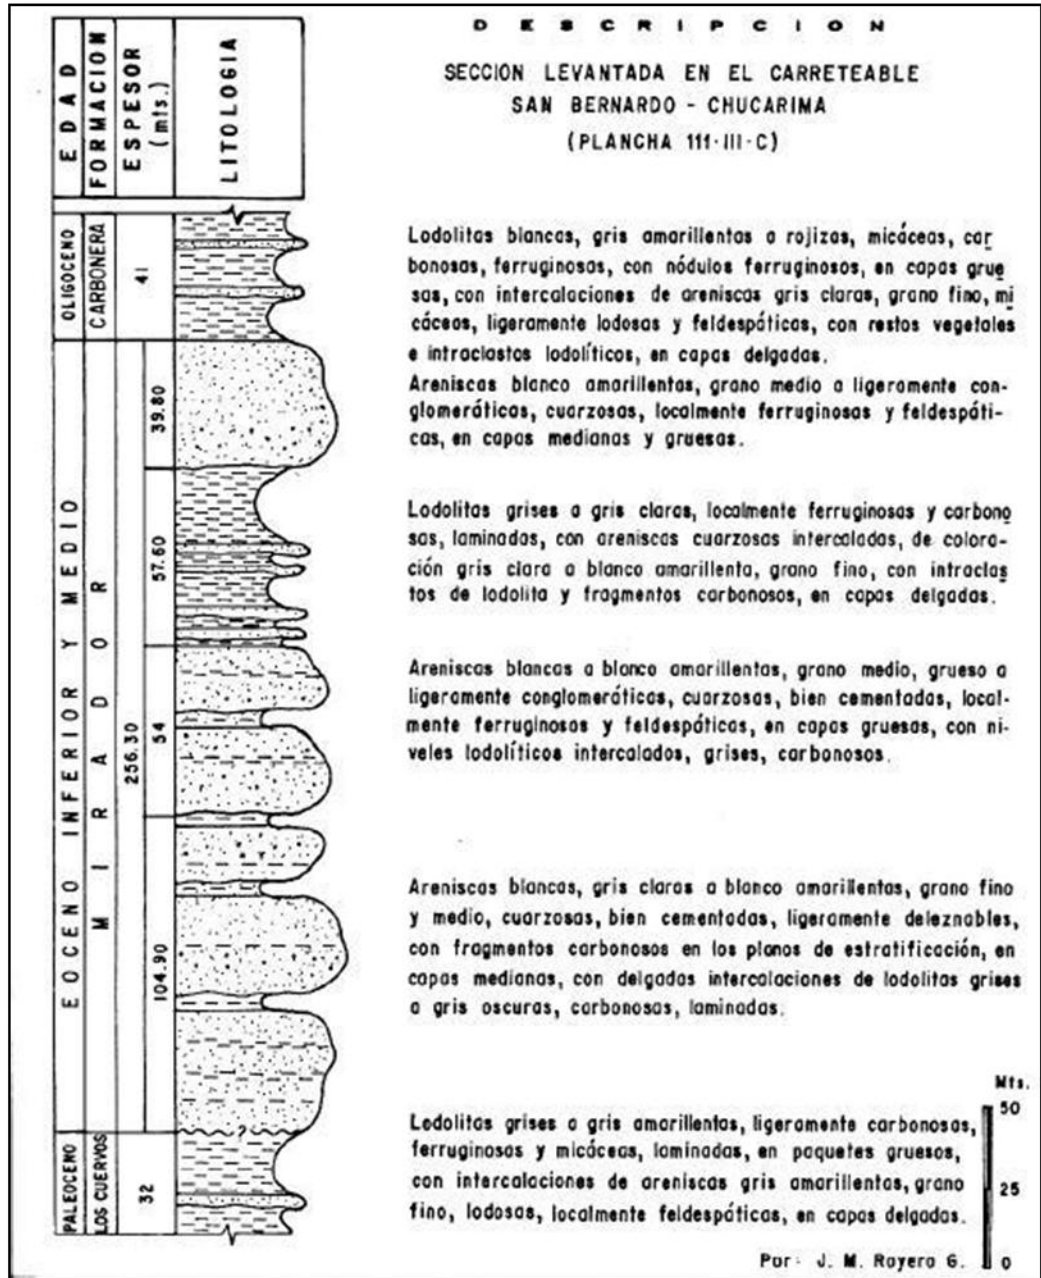 EDAD
FORMACION
ESPESOR
(mts.)
LITOLOGIA
DESCRIPCION
SECCION LEVANTADA EN EL CARRETEABLE
SAN BERNARDO - CHUCARIMA
(PLANCHA 111-III-C)
OLIGOCENO
CARBONERA
41
Lodolitas blancas, gris amarillentas a rojizas, micáceas, car
bonosas, ferruginosas, con nódulos ferruginosos, en capas grue
sas, con intercalaciones de areniscas gris claras, grano fino, mi
cáceas, ligeramente lodosas y feldespáticas, con restos vegetales
e intraclastos lodolíticos, en capas delgadas.
EOCENO INFERIOR Y MEDIO
MIRADOR
256.30
39.80
Areniscas blanco amarillentas, grano medio a ligeramente con-
glomeráticas, cuarzosas, localmente ferruginosas y feldespáti-
cas, en capas medianas y gruesas.
57.60
Lodolitas grises a gris claras, localmente ferruginosas y carbono
sas, laminadas, con areniscas cuarzosas intercaladas, de colora-
ción gris clara a blanco amarillenta, grano fino, con intraclas
tos de lodolita y fragmentos carbonosos, en capas delgadas.
54
Areniscas blancas a blanco amarillentas, grano medio, grueso a
ligeramente conglomeráticas, cuarzosas, bien cementadas, local-
mente ferruginosas y feldespáticas, en capas gruesas, con ni-
veles lodolíticos intercalados, grises, carbonosos.
104.90
Areniscas blancas, gris claras a blanco amarillentas, grano fino
y medio, cuarzosas, bien cementadas, ligeramente deleznables,
con fragmentos carbonosos en los planos de estratificación, en
capas medianas, con delgadas intercalaciones de lodolitas grises
a gris oscuras, carbonosas, laminadas.
?
PALEOCENO
LOS CUERVOS
32
Lodolitas grises a gris amarillentas, ligeramente carbonosas,
ferruginosas y micáceas, laminadas, en paquetes gruesos,
con intercalaciones de areniscas gris amarillentas, grano
fino, lodosas, localmente feldespáticas, en capas delgadas.
Mts.
50
25
0
Por: J. M. Royero G.